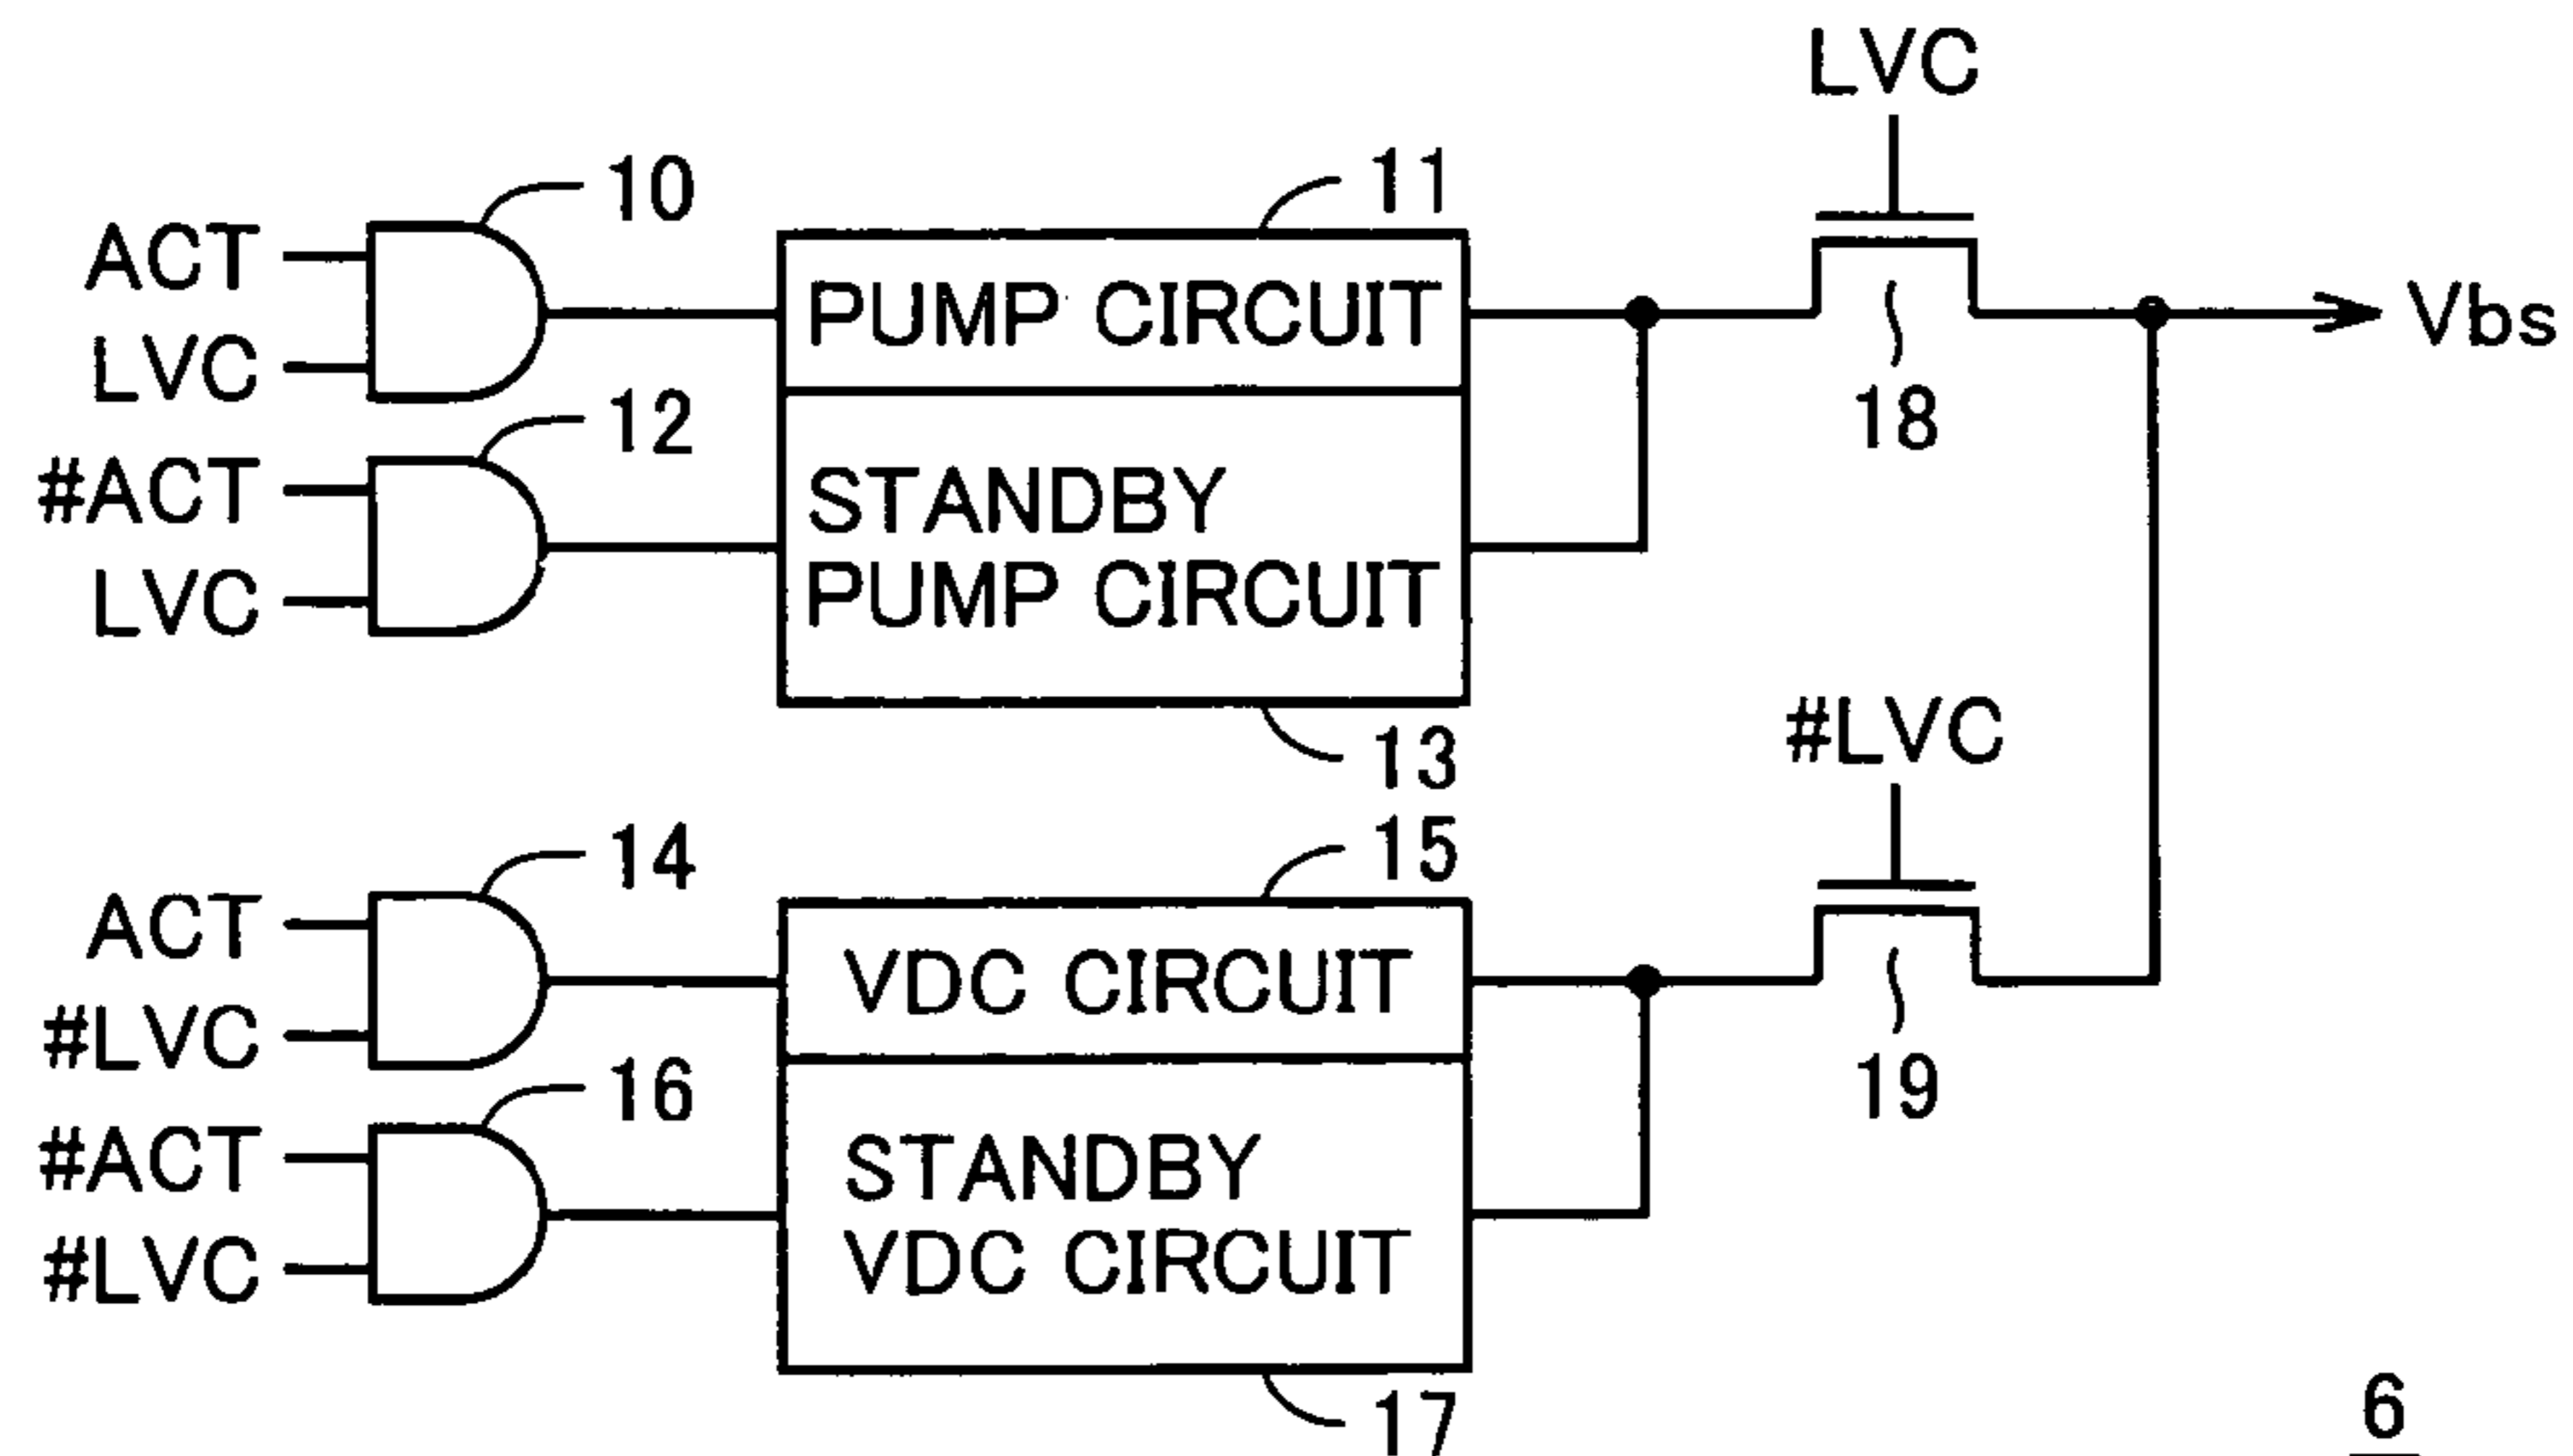 LVC
10
11
ACT
LVC
PUMP CIRCUIT
Vbs
12
18
#ACT
LVC
STANDBY
PUMP CIRCUIT
13
#LVC
14
15
ACT
#LVC
VDC CIRCUIT
16
19
#ACT
#LVC
STANDBY
VDC CIRCUIT
17
6